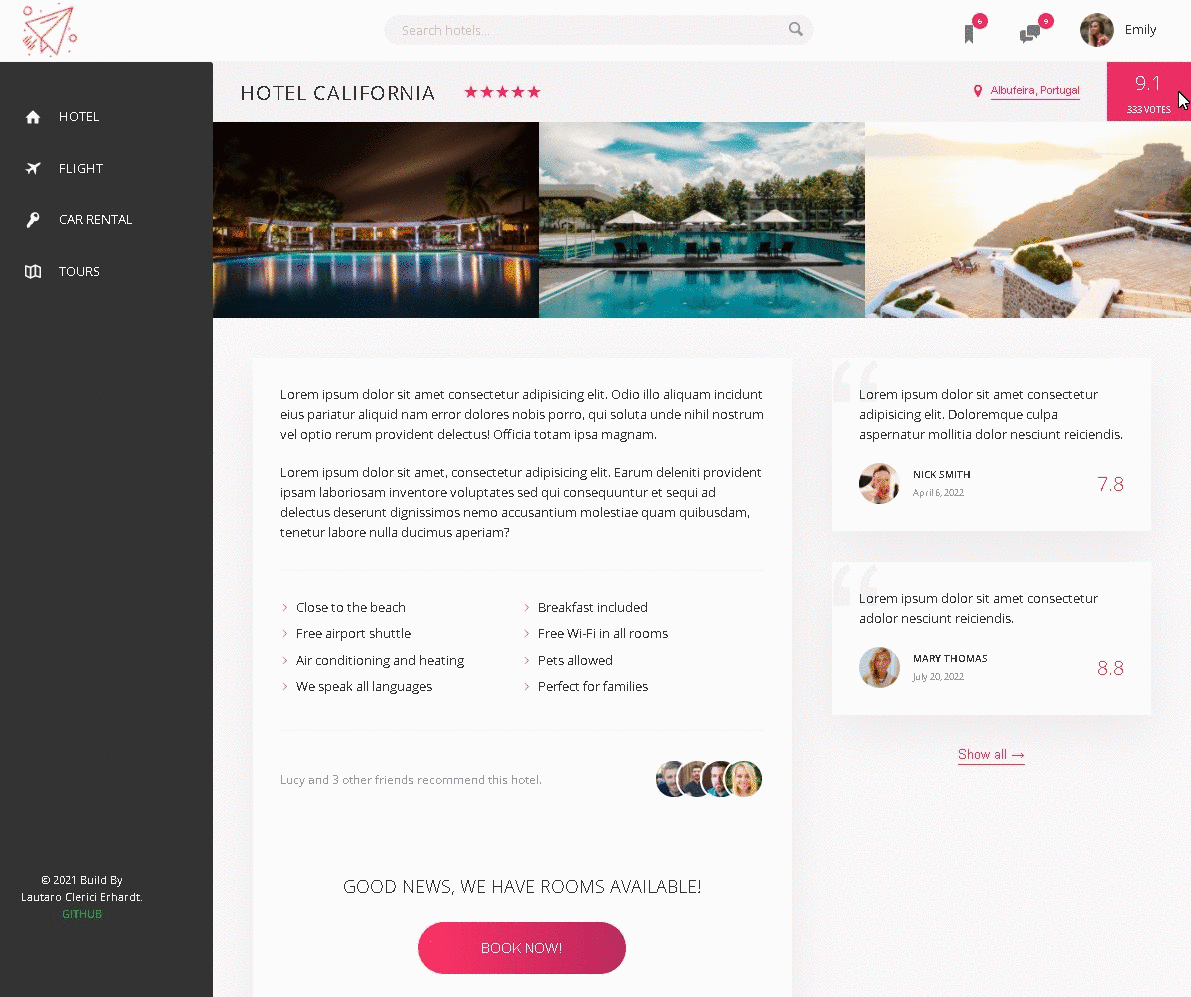 Search hotels...
6
9
Emily
HOTEL
FLIGHT
CAR RENTAL
TOURS
© 2021 Build By
Lautaro Clerici Erhardt.
GITHUB
HOTEL CALIFORNIA
Albufeira, Portugal
9.1
333 VOTES
Lorem ipsum dolor sit amet consectetur adipisicing elit. Odio illo aliquam incidunt
eius pariatur aliquid nam error dolores nobis porro, qui soluta unde nihil nostrum
vel optio rerum provident delectus! Officia totam ipsa magnam.
Lorem ipsum dolor sit amet, consectetur adipisicing elit. Earum deleniti provident
ipsam laboriosam inventore voluptates sed qui consequuntur et sequi ad
delectus deserunt dignissimos nemo accusantium molestiae quam quibusdam,
tenetur labore nulla ducimus aperiam?
Close to the beach
Free airport shuttle
Air conditioning and heating
We speak all languages
Breakfast included
Free Wi-Fi in all rooms
Pets allowed
Perfect for families
Lucy and 3 other friends recommend this hotel.
GOOD NEWS, WE HAVE ROOMS AVAILABLE!
BOOK NOW!
“
Lorem ipsum dolor sit amet consectetur
adipisicing elit. Doloremque culpa
aspernatur mollitia dolor nesciunt reiciendis.
NICK SMITH
April 6, 2022
7.8
“
Lorem ipsum dolor sit amet consectetur
adolor nesciunt reiciendis.
MARY THOMAS
July 20, 2022
8.8
Show all →